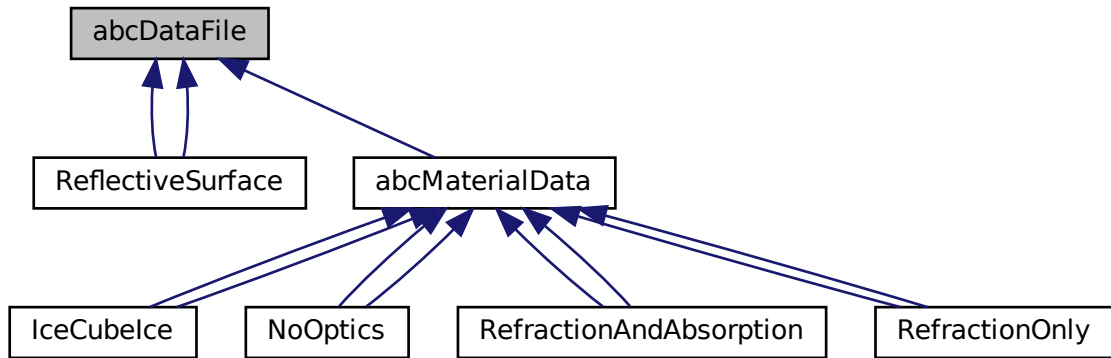 abcDataFile
ReflectiveSurface
abcMaterialData
IceCubeIce
NoOptics
RefractionAndAbsorption
RefractionOnly